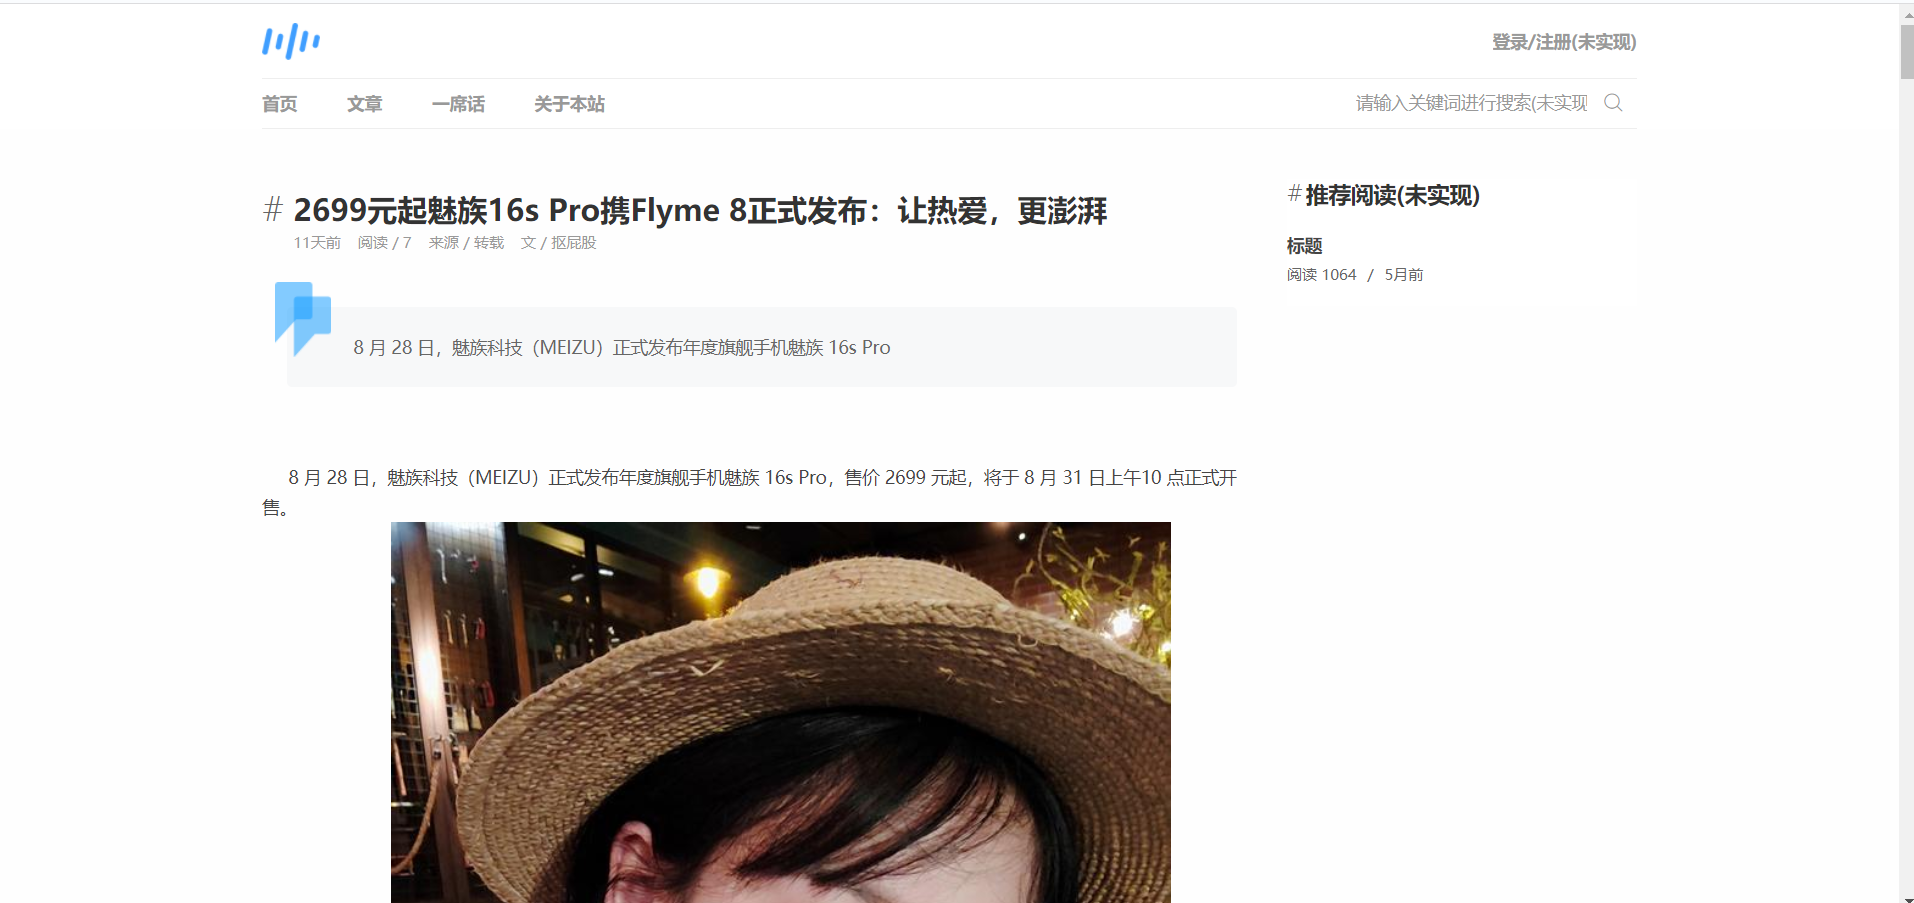 登录/注册(未实现)
首页 文章 一席话 关于本站 请输入关键词进行搜索(未实现
# 2699元起魅族16s Pro携Flyme 8正式发布：让热爱，更澎湃
11天前 阅读 / 7 来源 / 转载 文 / 抠屁股
8 月 28 日，魅族科技（MEIZU）正式发布年度旗舰手机魅族 16s Pro
8 月 28 日，魅族科技（MEIZU）正式发布年度旗舰手机魅族 16s Pro，售价 2699 元起，将于 8 月 31 日上午10 点正式开
售。
# 推荐阅读(未实现)
标题
阅读 1064 / 5月前